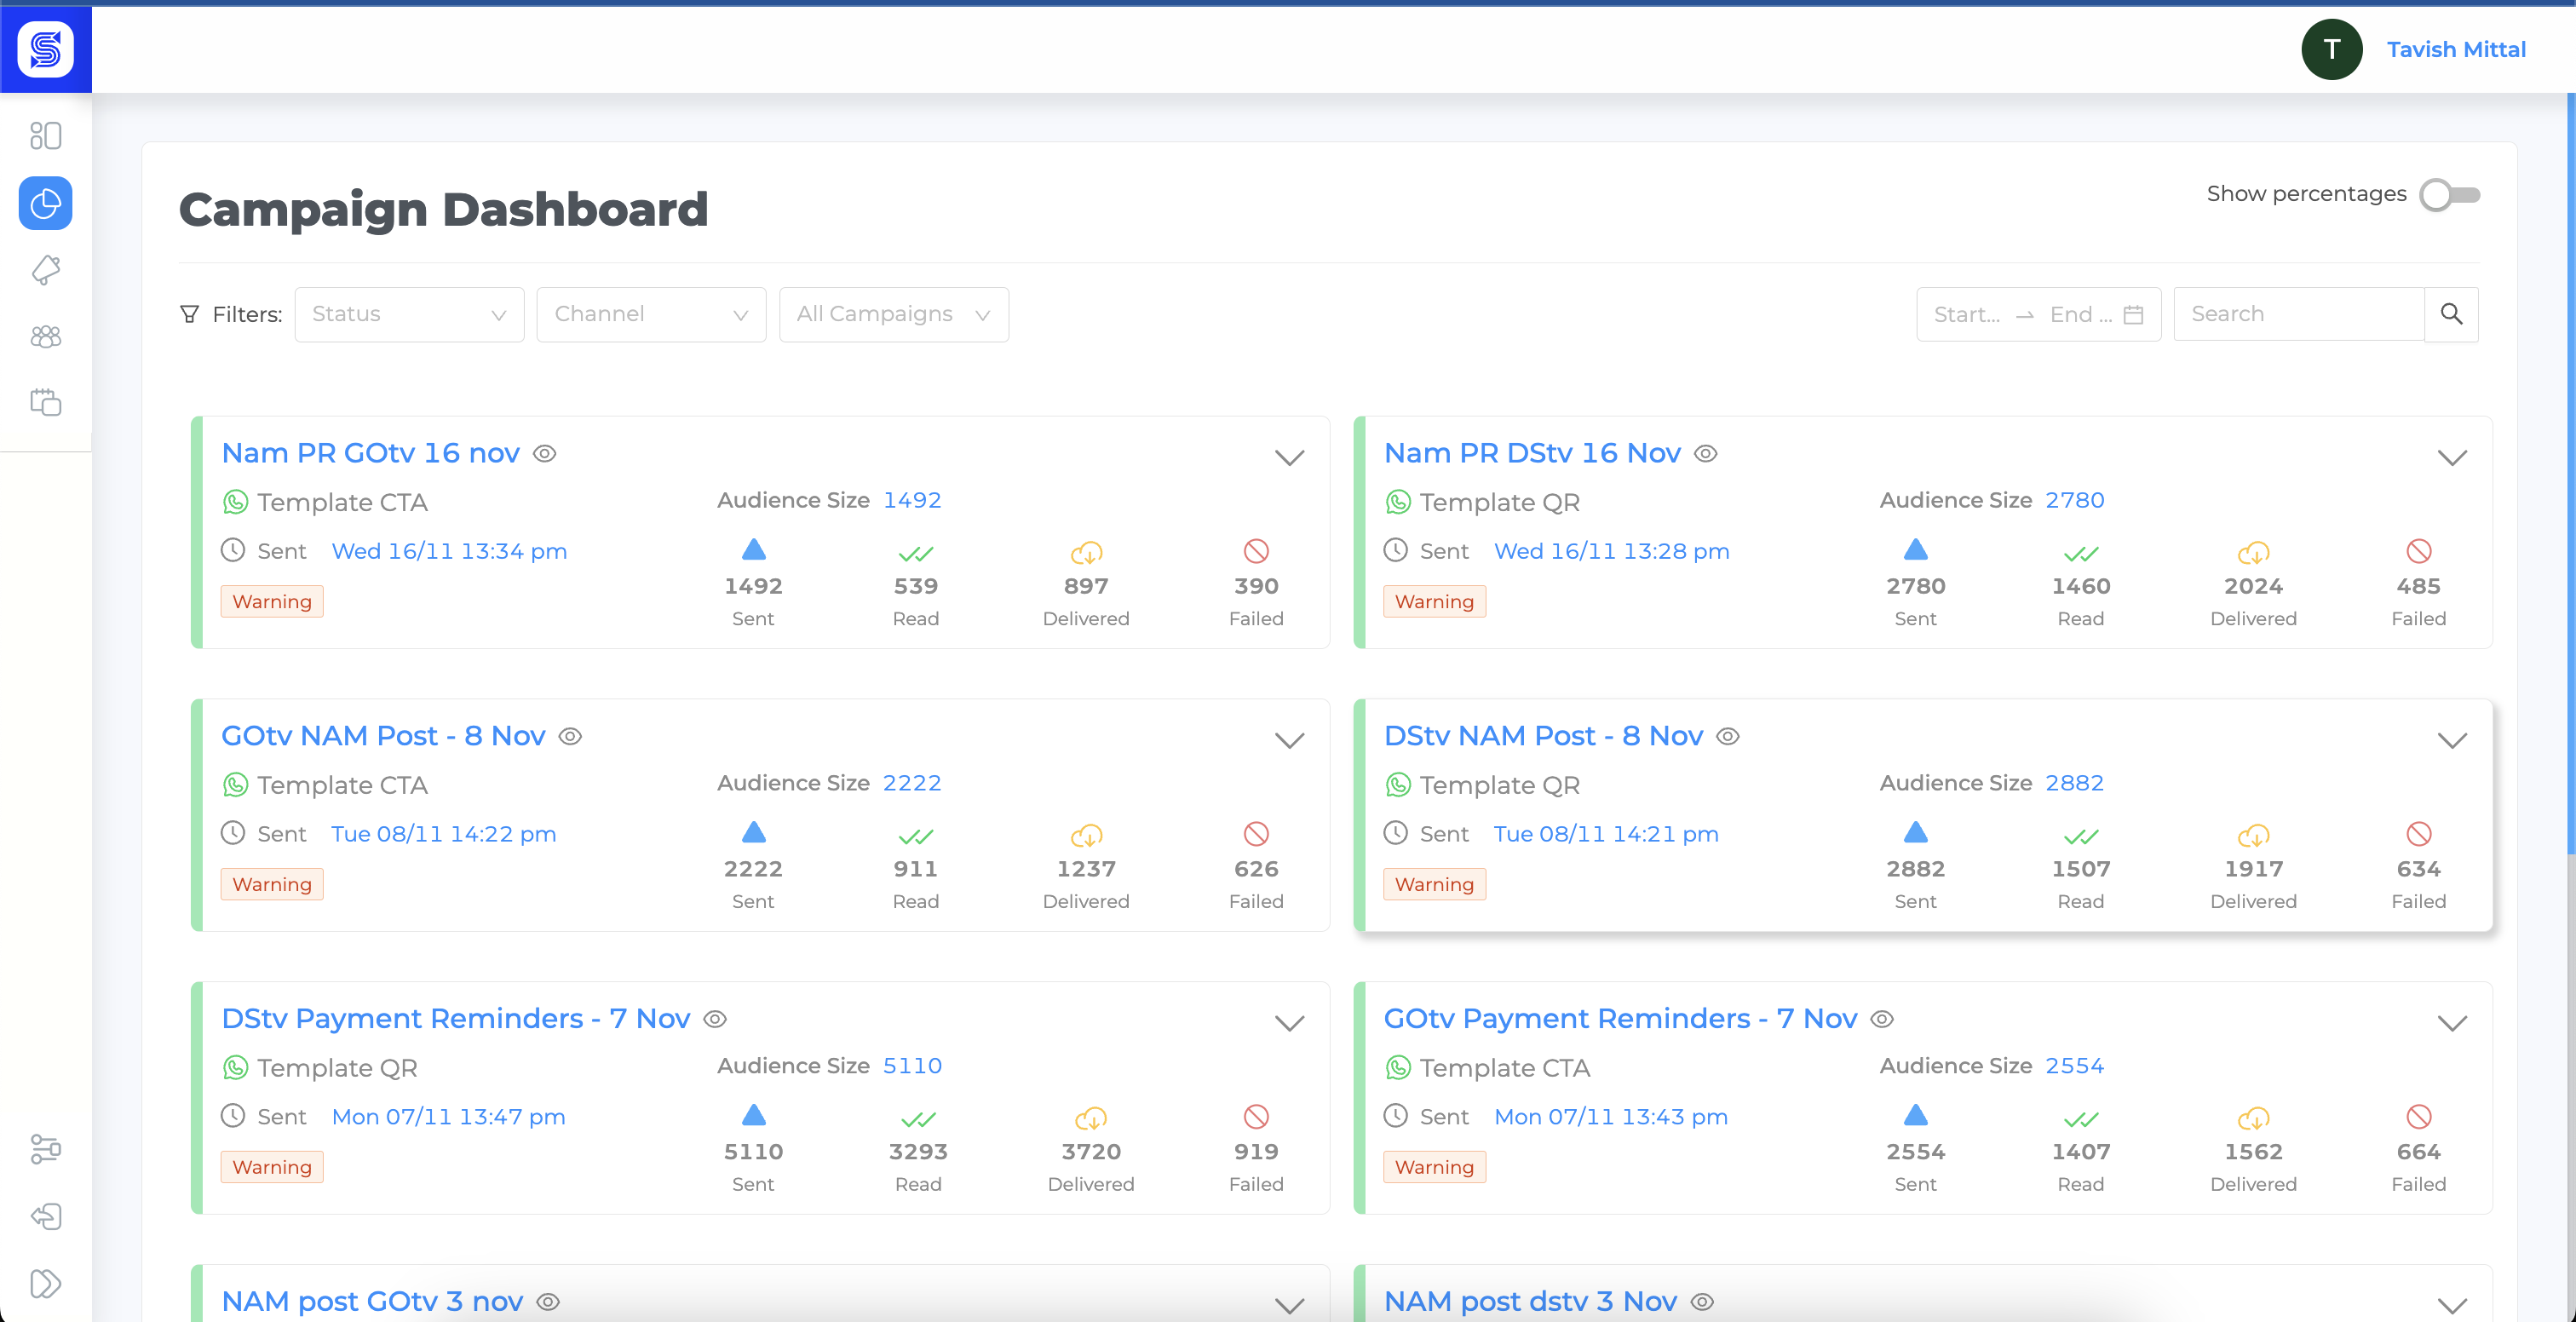 T Tavish Mittal
Campaign Dashboard
Show percentages
Filters: Status Channel All Campaigns Start... End ... Search
Nam PR GOtv 16 nov
Template CTA
Audience Size 1492
Sent Wed 16/11 13:34 pm
Warning
1492 539 897 390
Sent Read Delivered Failed
Nam PR DStv 16 Nov
Template QR
Audience Size 2780
Sent Wed 16/11 13:28 pm
Warning
2780 1460 2024 485
Sent Read Delivered Failed
GOtv NAM Post - 8 Nov
Template CTA
Audience Size 2222
Sent Tue 08/11 14:22 pm
Warning
2222 911 1237 626
Sent Read Delivered Failed
DStv NAM Post - 8 Nov
Template QR
Audience Size 2882
Sent Tue 08/11 14:21 pm
Warning
2882 1507 1917 634
Sent Read Delivered Failed
DStv Payment Reminders - 7 Nov
Template QR
Audience Size 5110
Sent Mon 07/11 13:47 pm
Warning
5110 3293 3720 919
Sent Read Delivered Failed
GOtv Payment Reminders - 7 Nov
Template CTA
Audience Size 2554
Sent Mon 07/11 13:43 pm
Warning
2554 1407 1562 664
Sent Read Delivered Failed
NAM post GOtv 3 nov
NAM post dstv 3 Nov